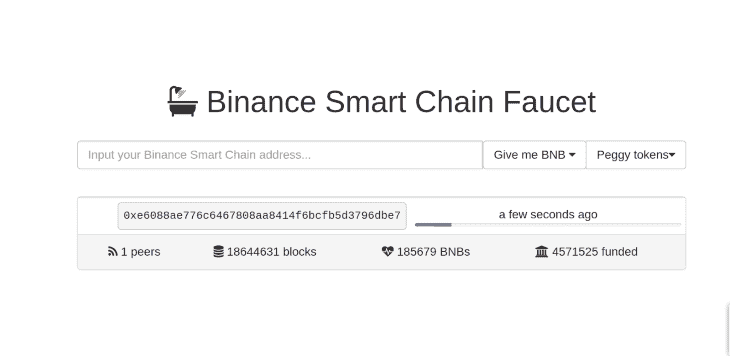 Binance Smart Chain Faucet
Input your Binance Smart Chain address... Give me BNB Peggy tokens
0xe6088ae776c6467808aa8414f6bcfb5d3796dbe7 a few seconds ago
1 peers 18644631 blocks 185679 BNBs 4571525 funded